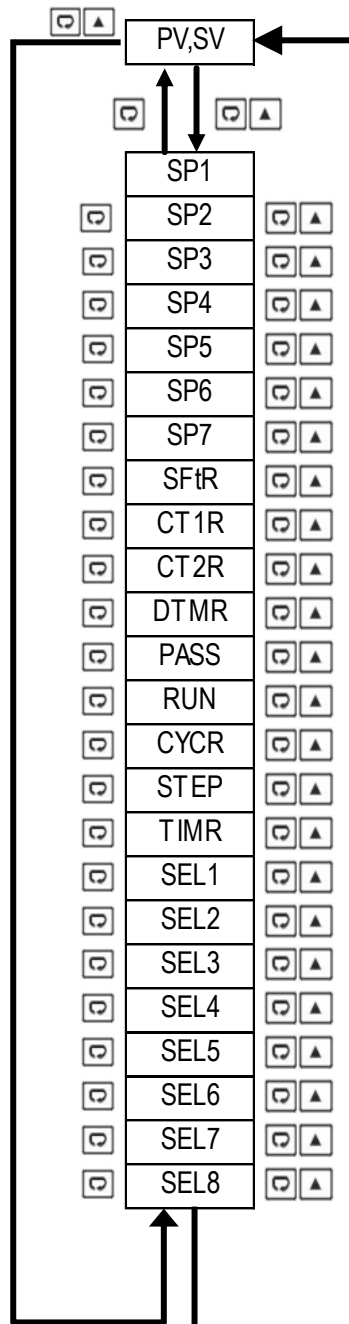 PV,SV
SP1
SP2
SP3
SP4
SP5
SP6
SP7
SFtR
CT1R
CT2R
DTMR
PASS
RUN
CYCR
STEP
TIMR
SEL1
SEL2
SEL3
SEL4
SEL5
SEL6
SEL7
SEL8